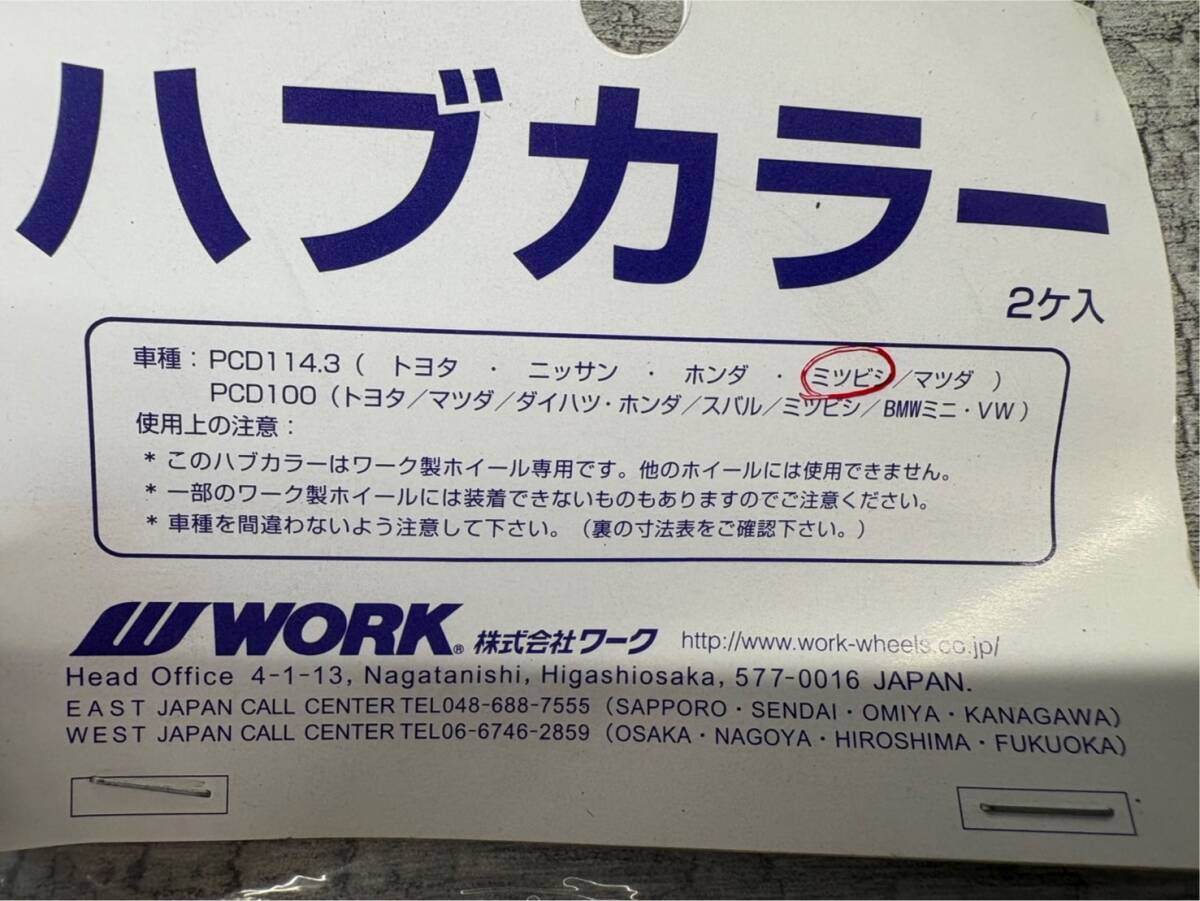 ハブカラー
2ケ入
車種：PCD114.3（ トヨタ ・ ニッサン ・ ホンダ ・ ミツビシ／マツダ ）
PCD100（トヨタ／マツダ／ダイハツ・ホンダ／スバル／ミツビシ／BMWミニ・VW）
使用上の注意：
* このハブカラーはワーク製ホイール専用です。他のホイールには使用できません。
* 一部のワーク製ホイールには装着できないものもありますのでご注意ください。
* 車種を間違わないよう注意して下さい。（裏の寸法表をご確認下さい。）
W WORK® 株式会社ワーク http://www.work-wheels.co.jp/
Head Office 4-1-13, Nagatanishi, Higashiosaka, 577-0016 JAPAN.
EAST JAPAN CALL CENTER TEL048-688-7555（SAPPORO・SENDAI・OMIYA・KANAGAWA）
WEST JAPAN CALL CENTER TEL06-6746-2859（OSAKA・NAGOYA・HIROSHIMA・FUKUOKA）